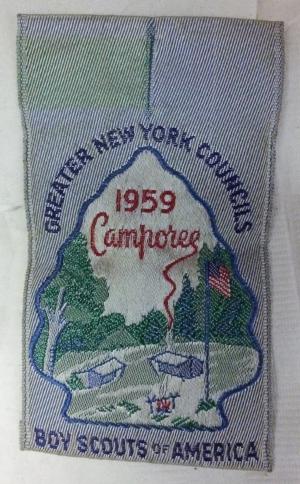 GREATER NEW YORK COUNCILS
1959
Camporee
BOY SCOUTS OF AMERICA